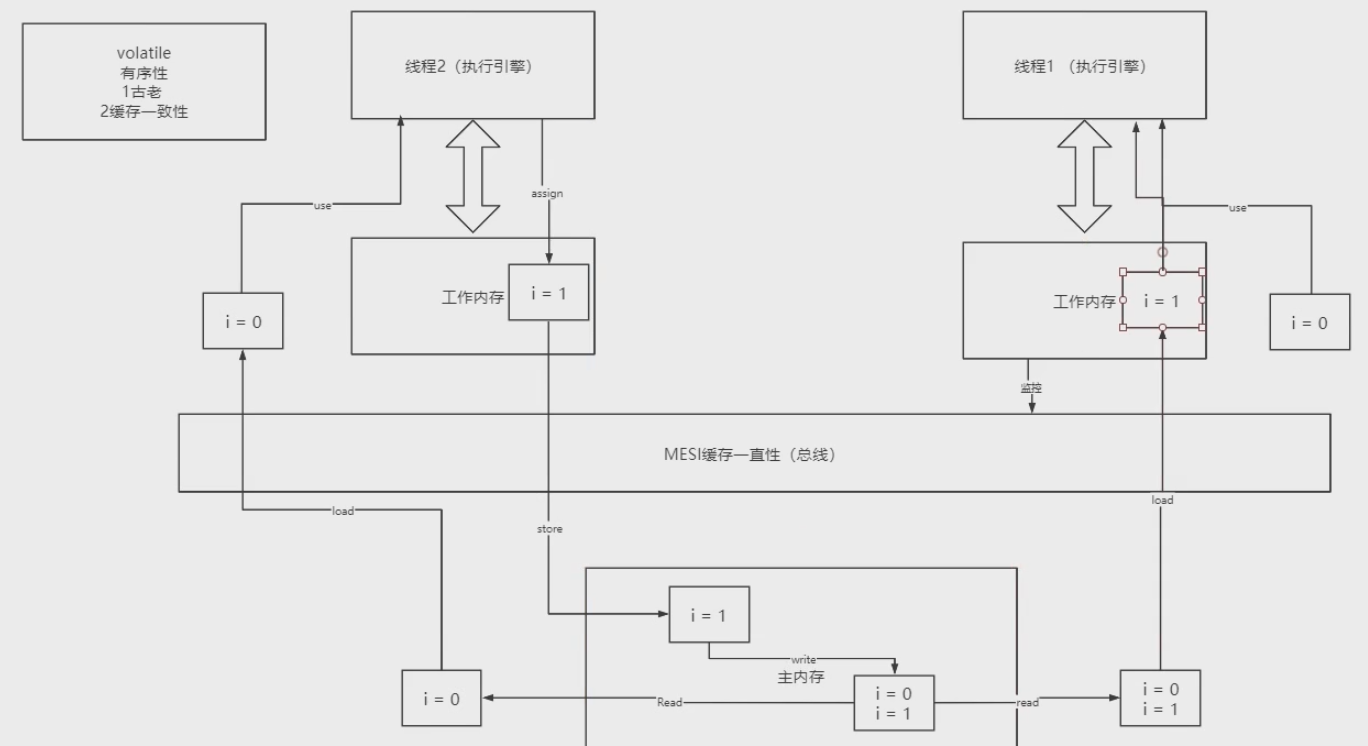 volatile
有序性
1古老
2缓存一致性
线程2（执行引擎）
线程1 （执行引擎）
use
assign
use
工作内存
i = 1
工作内存
i = 1
i = 0
i = 0
监控
MESI缓存一直性（总线）
load
load
store
i = 1
write
主内存
i = 0
Read
i = 0
i = 1
read
i = 0
i = 1